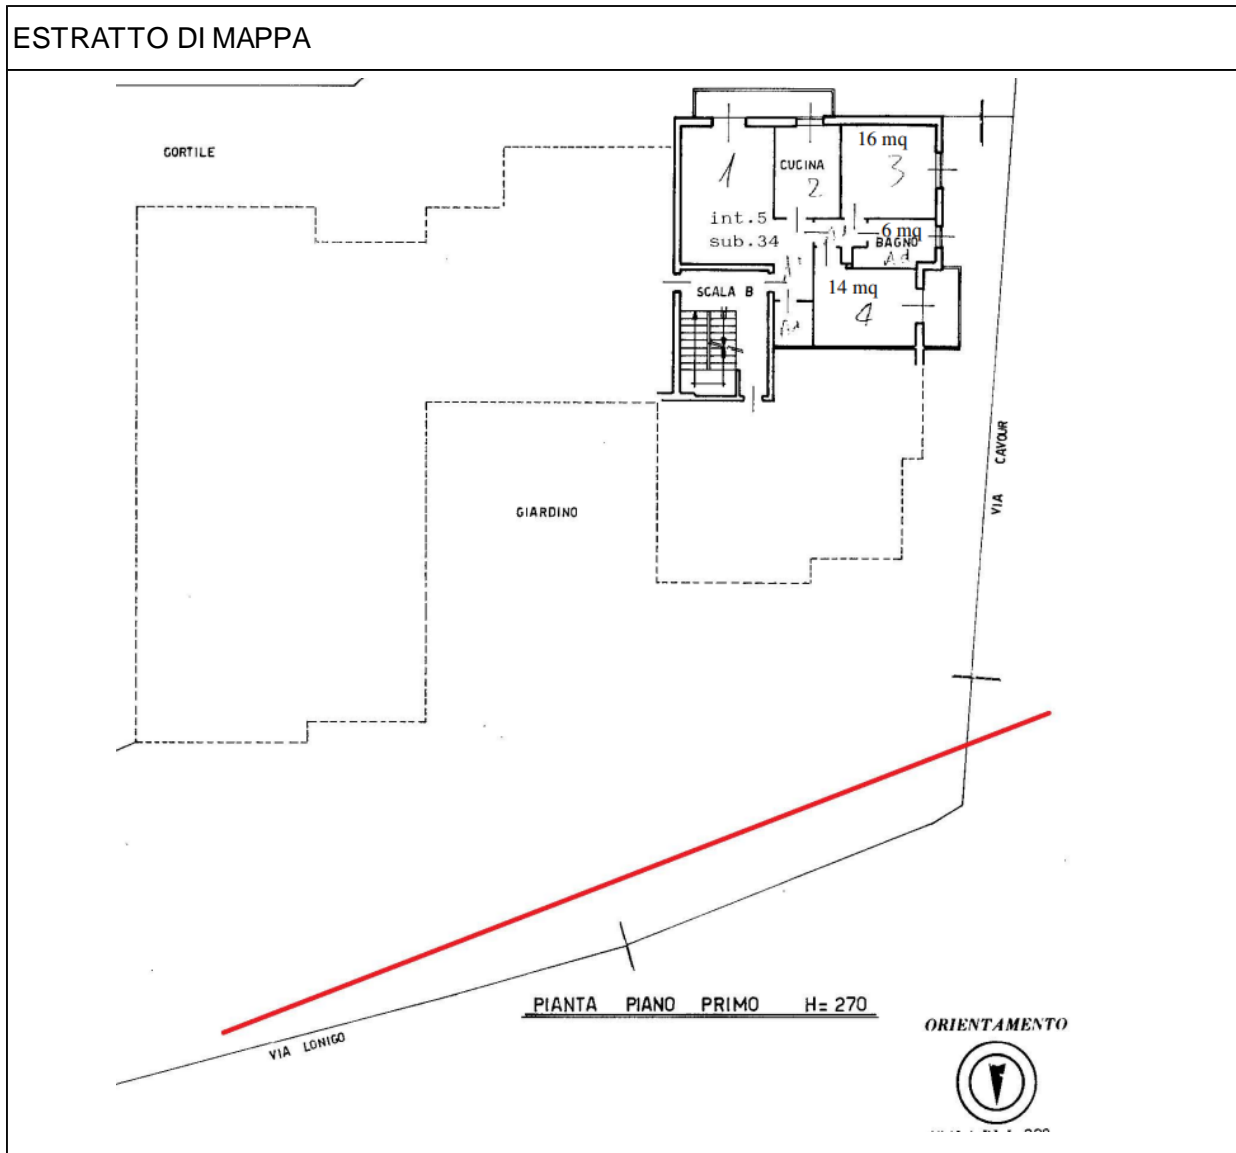 ESTRATTO DI MAPPA
CORTILE
16 mq
1
CUCINA
2
3
int.5
sub.34
6 mq
BAGNO
Ad
SCALA B
14 mq
4
VIA CAVOUR
GIARDINO
PIANTA PIANO PRIMO H= 270
VIA LONIGO
ORIENTAMENTO